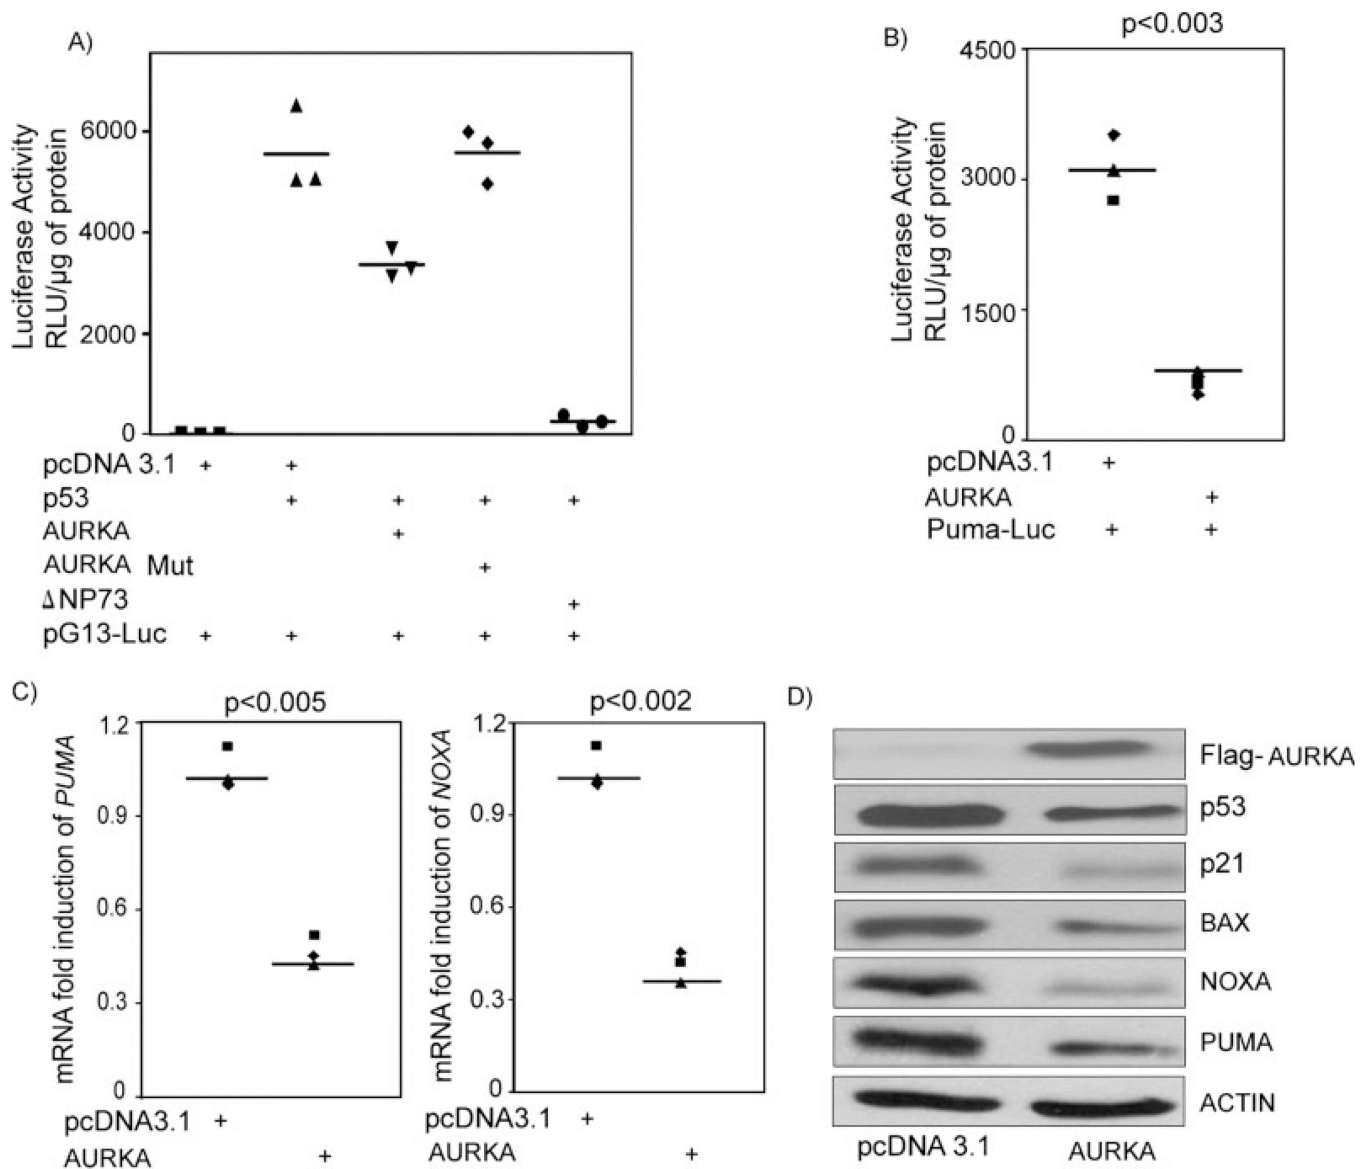 A)
Luciferase Activity
RLU/µg of protein
6000
4000
2000
0
pcDNA 3.1 + +
p53 + + + +
AURKA +
AURKA Mut +
ΔNP73 +
pG13-Luc + + + + +
B)
p<0.003
Luciferase Activity
RLU/µg of protein
4500
3000
1500
0
pcDNA3.1 +
AURKA +
Puma-Luc + +
C)
p<0.005
mRNA fold induction of PUMA
1.2
0.9
0.6
0.3
0
pcDNA3.1 +
AURKA +
p<0.002
mRNA fold induction of NOXA
1.2
0.9
0.6
0.3
0
pcDNA3.1 +
AURKA +
D)
Flag-AURKA
p53
p21
BAX
NOXA
PUMA
ACTIN
pcDNA 3.1 AURKA